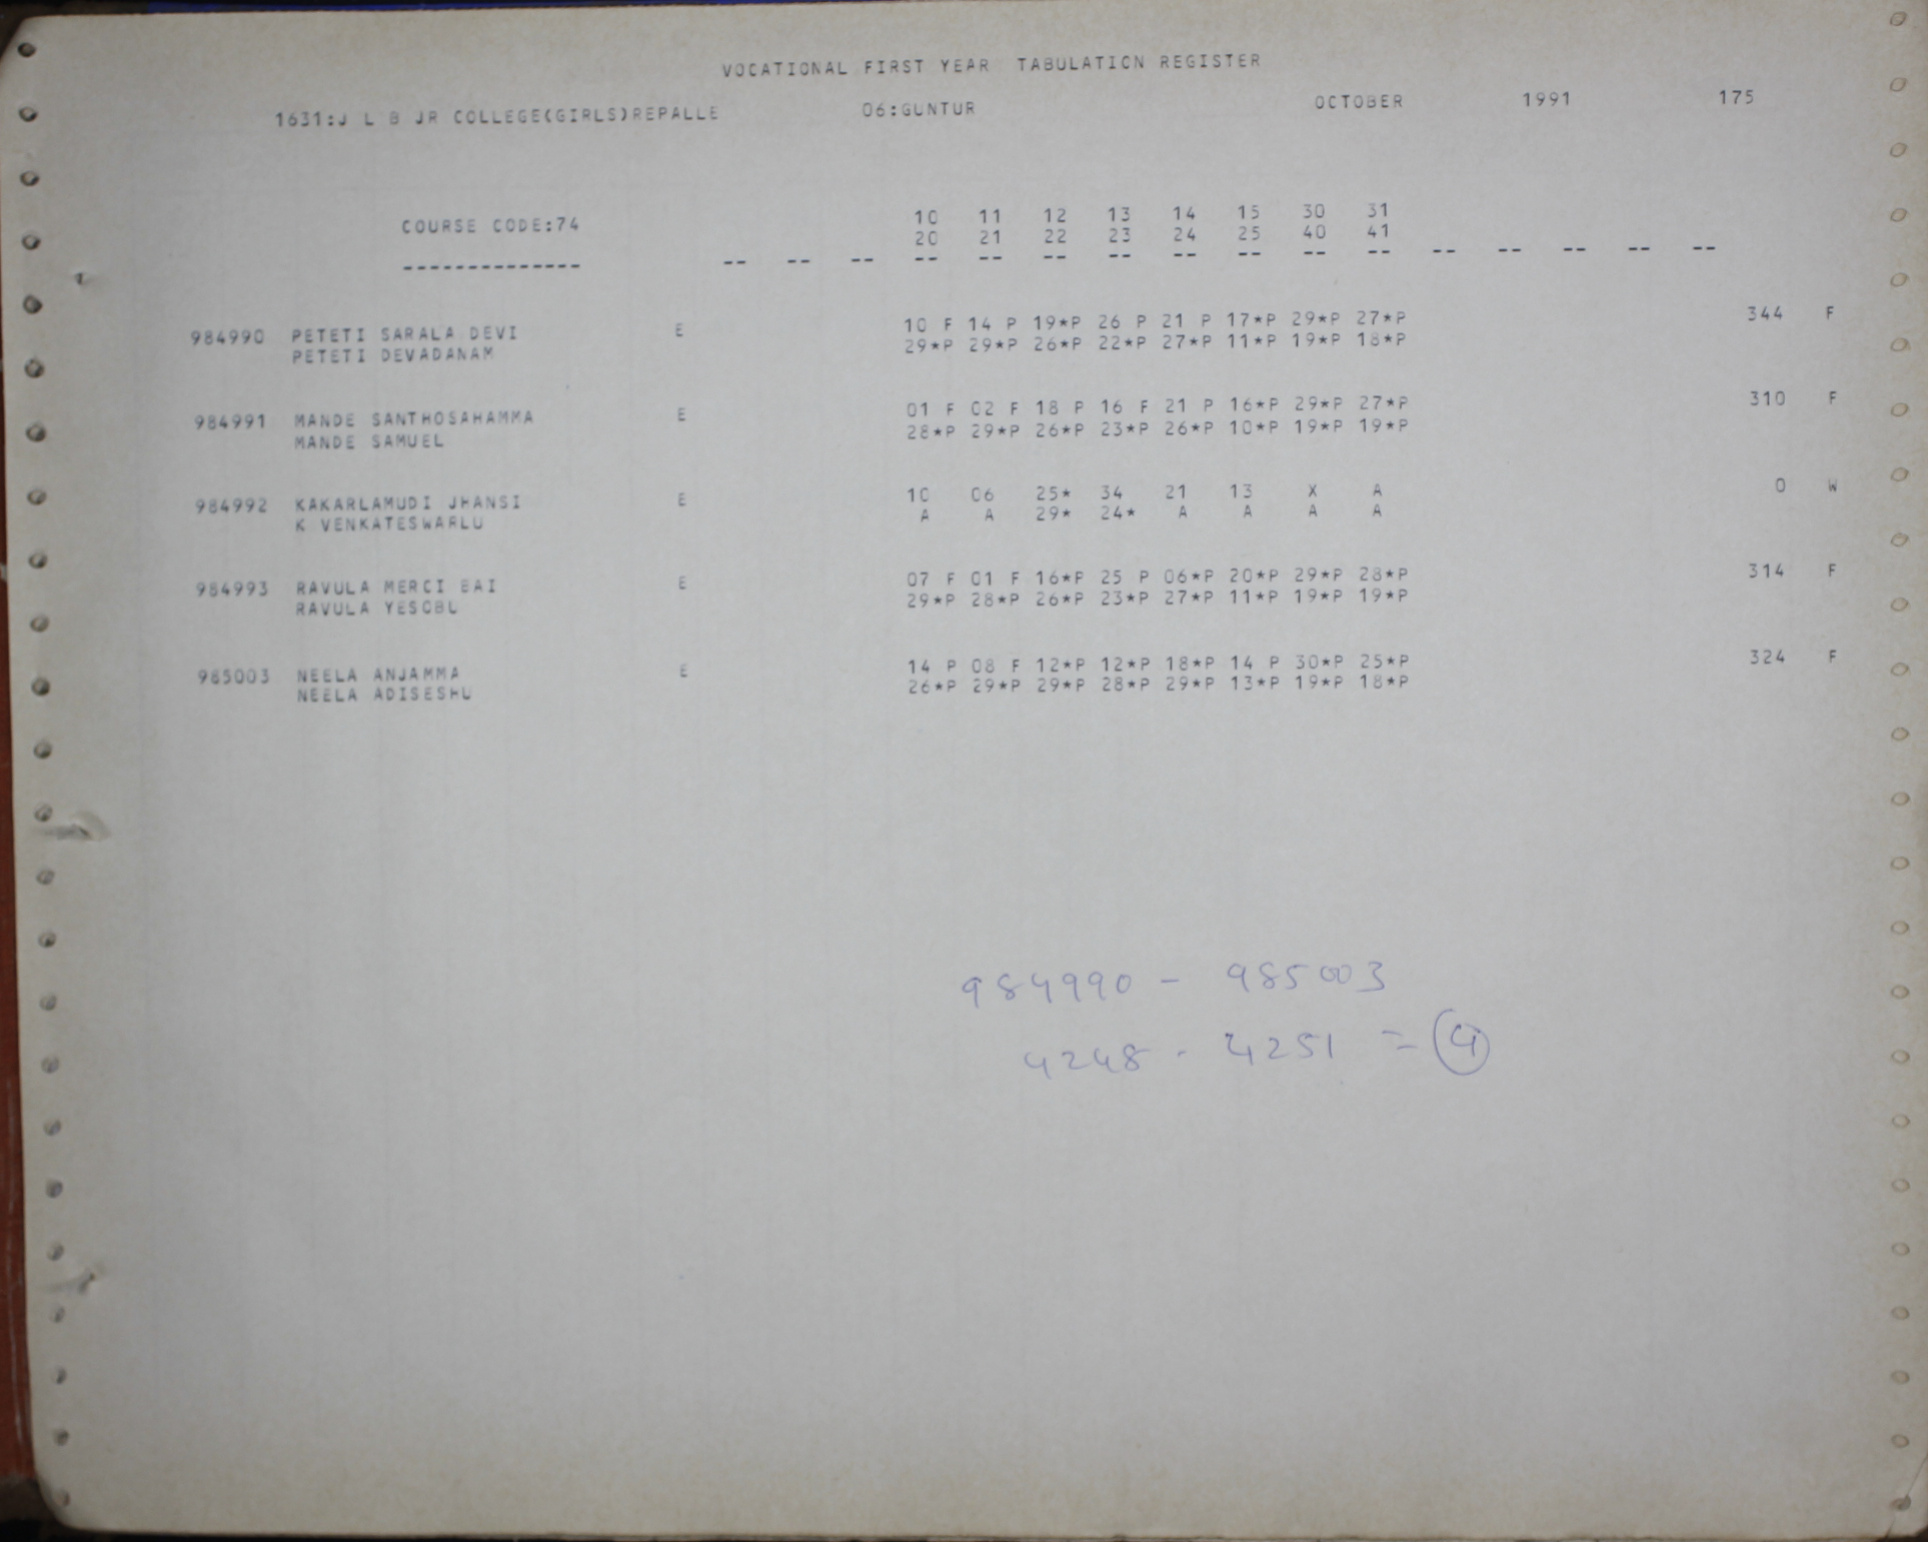 VOCATIONAL FIRST YEAR TABULATION REGISTER
1631:J L B JR COLLEGE(GIRLS)REPALLE 06:GUNTUR OCTOBER 1991 175
10 11 12 13 14 15 30 31
COURSE CODE:74 20 21 22 23 24 25 40 41
-------------- -- -- -- -- -- -- -- -- -- -- -- -- -- -- -- --
984990 PETETI SARALA DEVI E 10 F 14 P 19*P 26 P 21 P 17*P 29*P 27*P 344 F
PETETI DEVADANAM 29*P 29*P 26*P 22*P 27*P 11*P 19*P 18*P
984991 MANDE SANTHOSAHAMMA E 01 F 02 F 18 P 16 F 21 P 16*P 29*P 27*P 310 F
MANDE SAMUEL 28*P 29*P 26*P 23*P 26*P 10*P 19*P 19*P
984992 KAKARLAMUDI JHANSI E 10 06 25* 34 21 13 X A 0 W
K VENKATESWARLU A A 29* 24* A A A A
984993 RAVULA MERCI BAI E 07 F 01 F 16*P 25 P 06*P 20*P 29*P 28*P 314 F
RAVULA YESOBU 29*P 28*P 26*P 23*P 27*P 11*P 19*P 19*P
985003 NEELA ANJAMMA E 14 P 08 F 12*P 12*P 18*P 14 P 30*P 25*P 324 F
NEELA ADISESHU 26*P 29*P 29*P 28*P 29*P 13*P 19*P 18*P
984990 - 985003
4248 - 4251 = 4